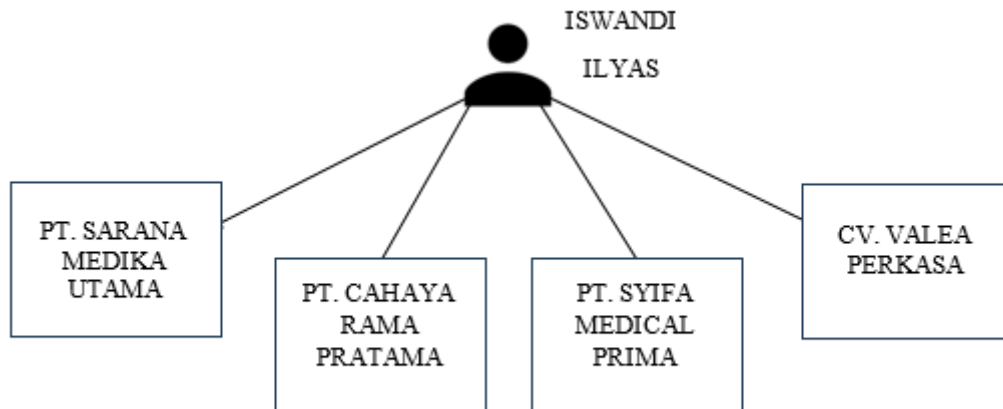 ISWANDI
ILYAS
PT. SARANA
MEDIKA
UTAMA
PT. CAHAYA
RAMA
PRATAMA
PT. SYIFA
MEDICAL
PRIMA
CV. VALEA
PERKASA